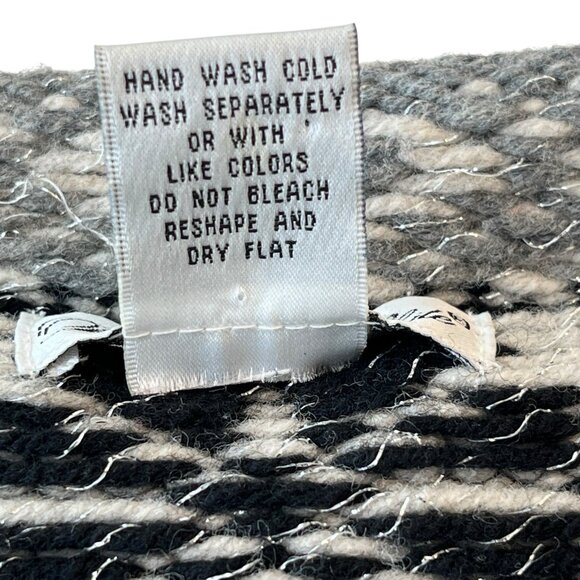 HAND WASH COLD
WASH SEPARATELY
OR WITH
LIKE COLORS
DO NOT BLEACH
RESHAPE AND
DRY FLAT